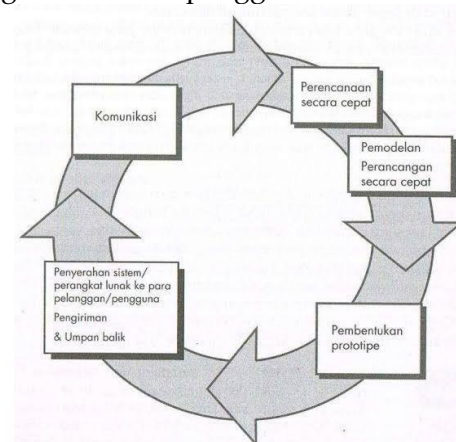 Komunikasi
Perencanaan
secara cepat
Pemodelan
Perancangan
secara cepat
Pembentukan
prototipe
Penyerahan sistem/
perangkat lunak ke para
pelanggan/pengguna
Pengiriman
& Umpan balik